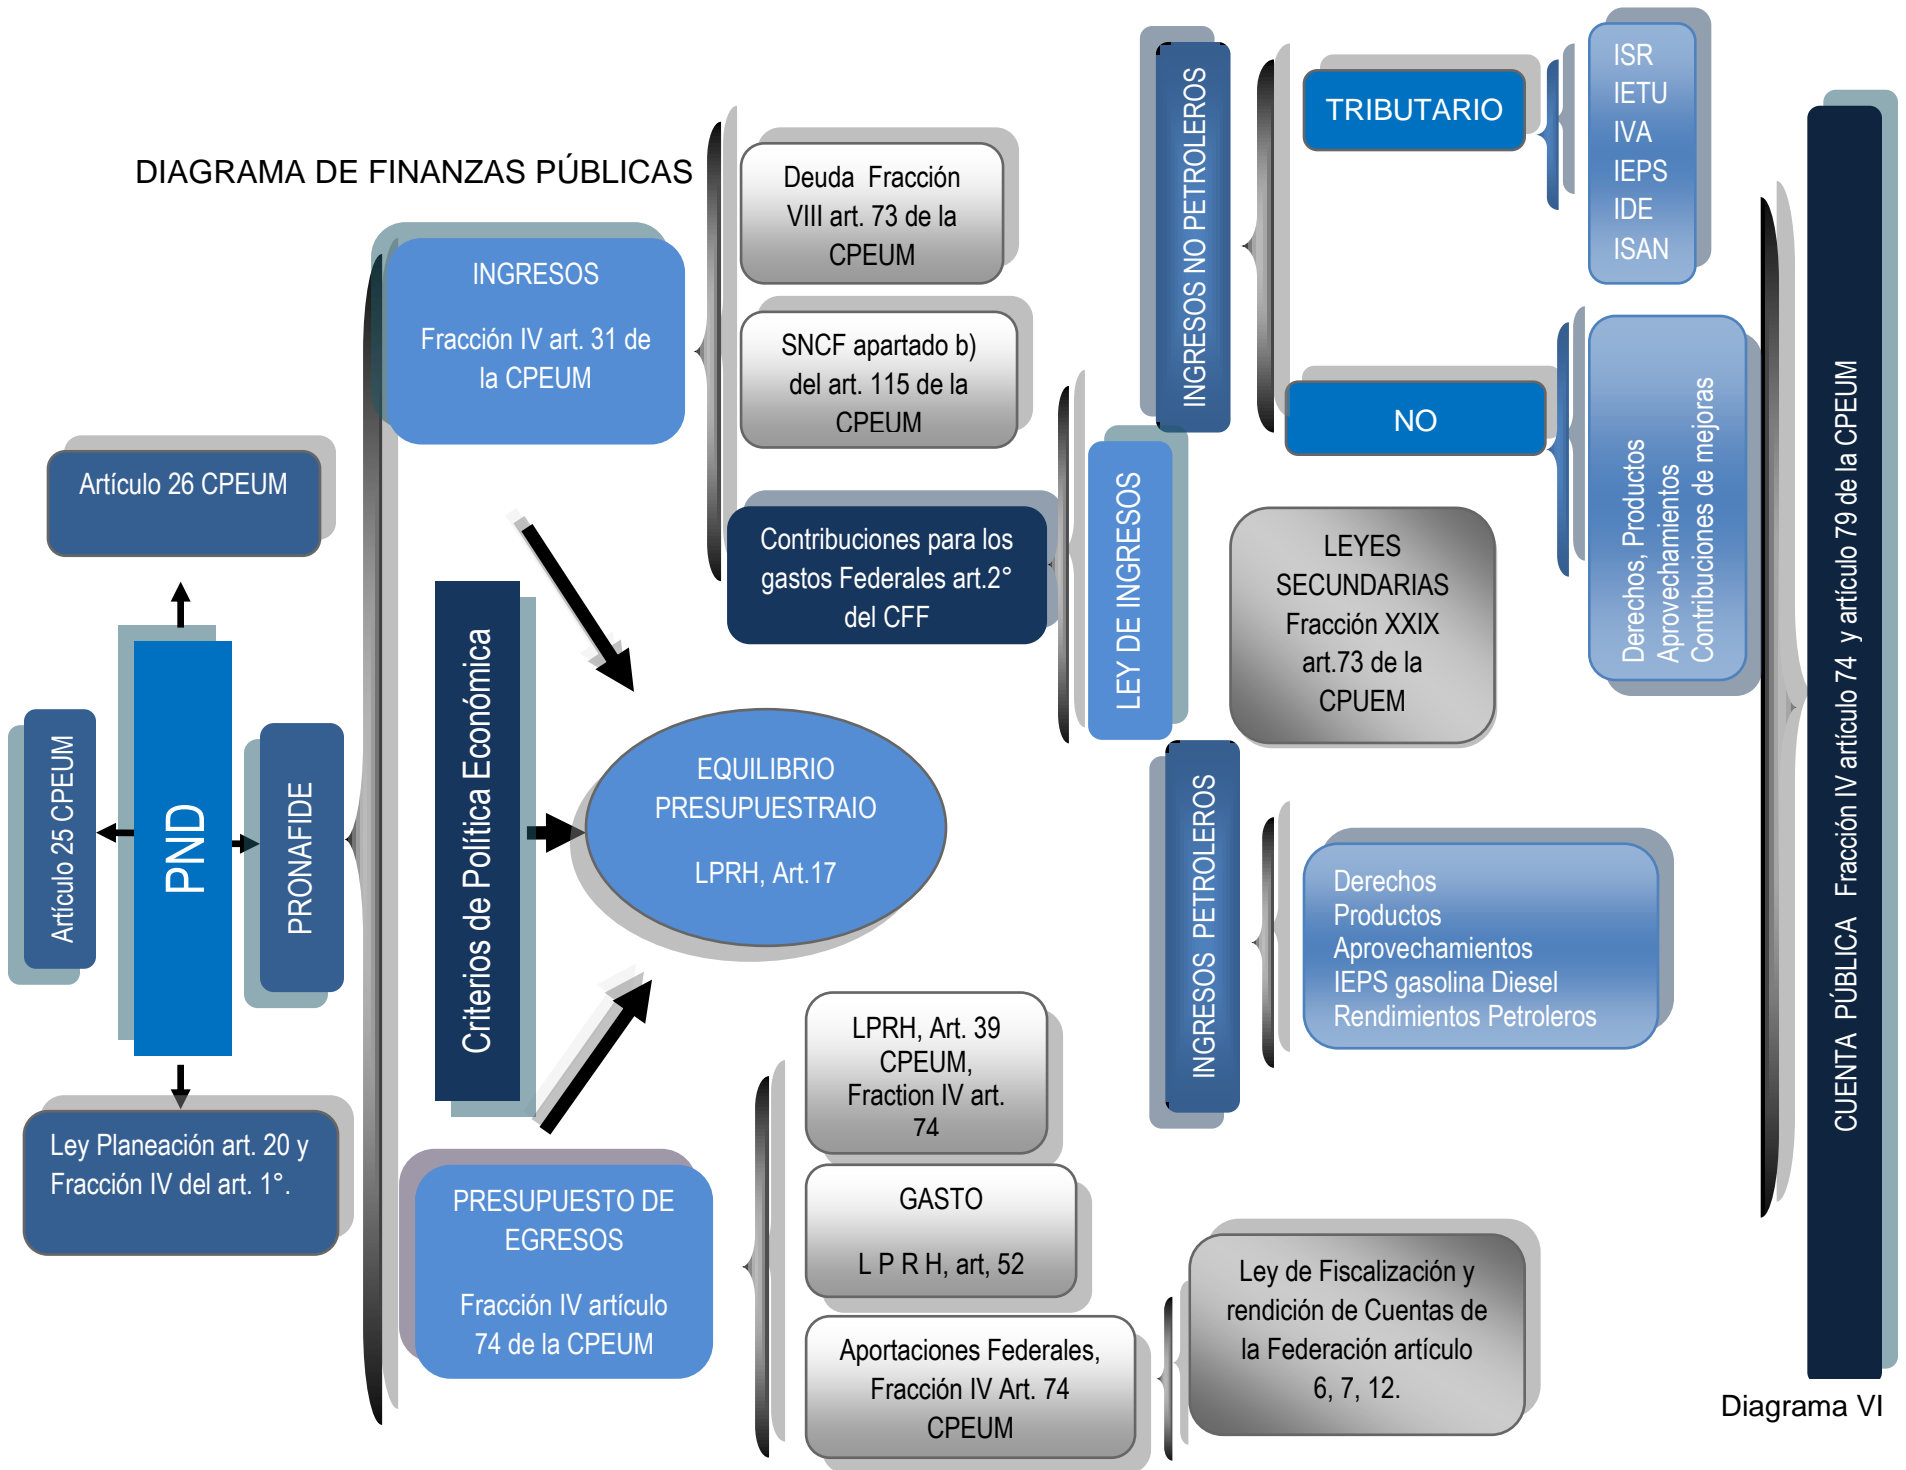 DIAGRAMA DE FINANZAS PÚBLICAS
Artículo 26 CPEUM
Artículo 25 CPEUM
PND
PRONAFIDE
Ley Planeación art. 20 y
Fracción IV del art. 1°.
INGRESOS
Fracción IV art. 31 de
la CPEUM
Criterios de Política Económica
EQUILIBRIO
PRESUPUESTRAIO
LPRH, Art.17
PRESUPUESTO DE
EGRESOS
Fracción IV artículo
74 de la CPEUM
Deuda Fracción
VIII art. 73 de la
CPEUM
SNCF apartado b)
del art. 115 de la
CPEUM
Contribuciones para los
gastos Federales art.2°
del CFF
LEY DE INGRESOS
INGRESOS NO PETROLEROS
TRIBUTARIO
ISR
IETU
IVA
IEPS
IDE
ISAN
NO
Derechos, Productos
Aprovechamientos
Contribuciones de mejoras
LEYES
SECUNDARIAS
Fracción XXIX
art.73 de la
CPUEM
INGRESOS PETROLEROS
Derechos
Productos
Aprovechamientos
IEPS gasolina Diesel
Rendimientos Petroleros
LPRH, Art. 39
CPEUM,
Fraction IV art.
74
GASTO
L P R H, art, 52
Aportaciones Federales,
Fracción IV Art. 74
CPEUM
Ley de Fiscalización y
rendición de Cuentas de
la Federación artículo
6, 7, 12.
CUENTA PÚBLICA Fracción IV artículo 74 y artículo 79 de la CPEUM
Diagrama VI